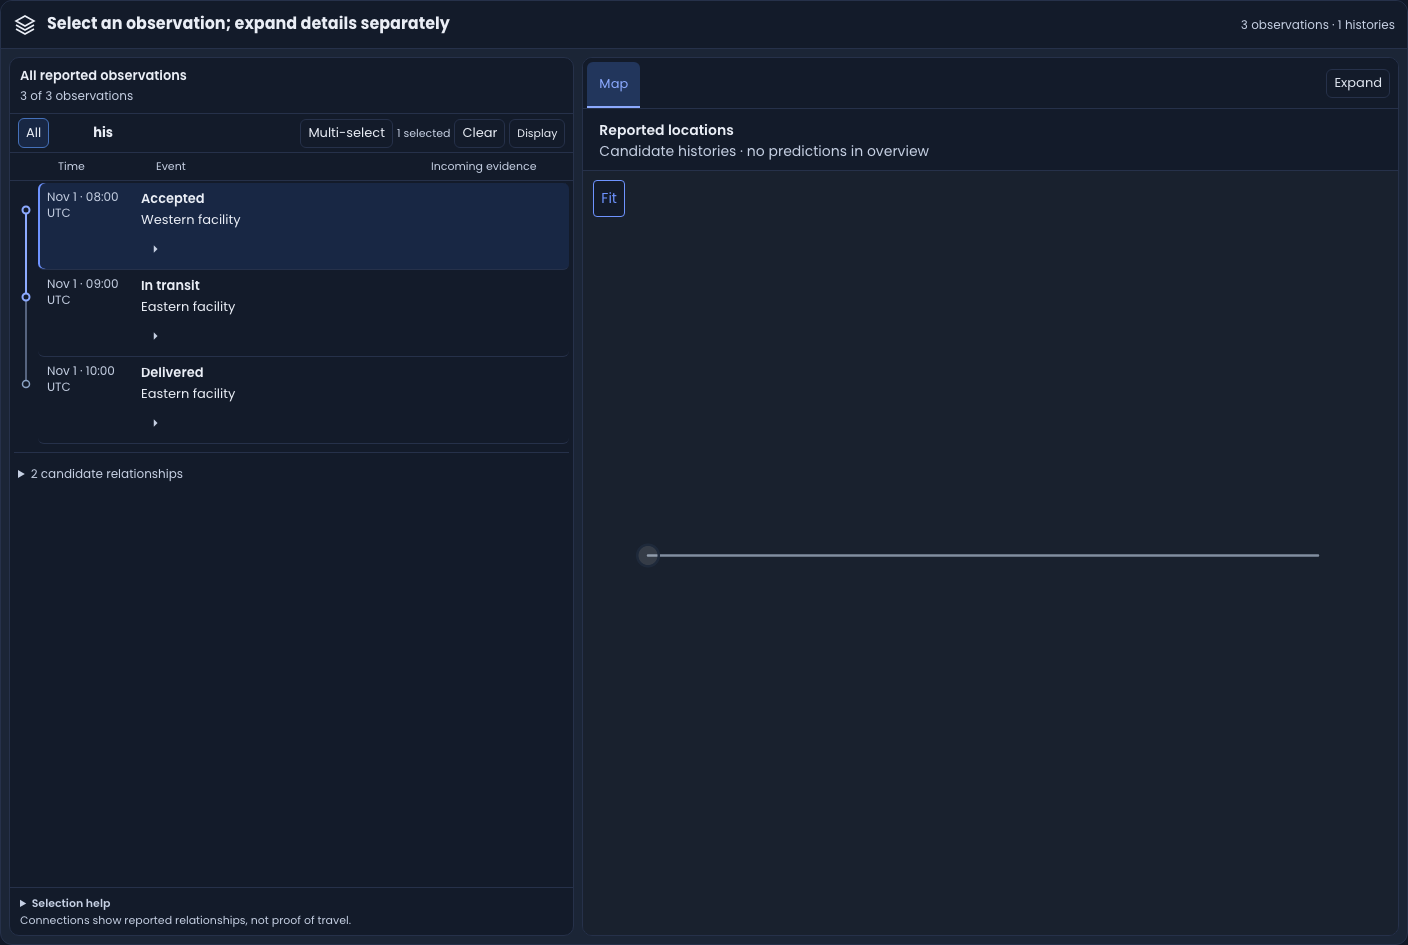 Select an observation; expand details separately
3 observations · 1 histories
All reported observations
3 of 3 observations
All
his
Multi-select
1 selected
Clear
Display
Time
Event
Incoming evidence
Nov 1 · 08:00
UTC
Accepted
Western facility
Nov 1 · 09:00
UTC
In transit
Eastern facility
Nov 1 · 10:00
UTC
Delivered
Eastern facility
2 candidate relationships
Selection help
Connections show reported relationships, not proof of travel.
Map
Expand
Reported locations
Candidate histories · no predictions in overview
Fit